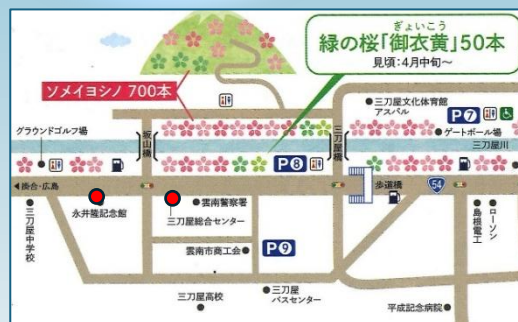 ぎょいこう
緑の桜「御衣黄」50本
見頃:4月中旬~
ソメイヨシノ 700本
三刀屋文化体育館
アスパル
P7
グラウンドゴルフ場
坂山橋
三刀屋橋
ゲートボール場
三刀屋川
P8
掛合・広島
歩道橋
54
永井隆記念館
三刀屋総合センター
雲南警察署
三刀屋中学校
島根電工
ローソン
雲南市商工会
P9
三刀屋高校
三刀屋
バスセンター
平成記念病院